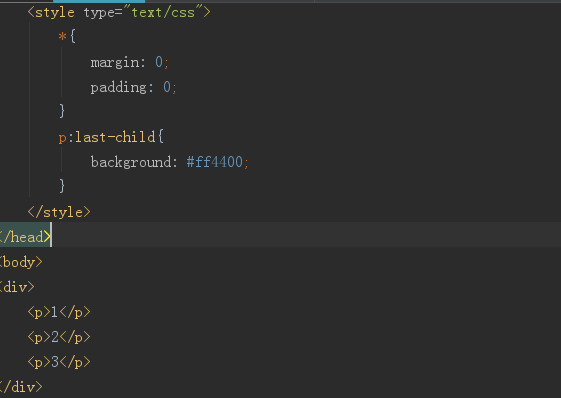 <style type="text/css">
*{
margin: 0;
padding: 0;
}
p:last-child{
background: #ff4400;
}
</style>
</head>
<body>
<div>
<p>1</p>
<p>2</p>
<p>3</p>
</div>